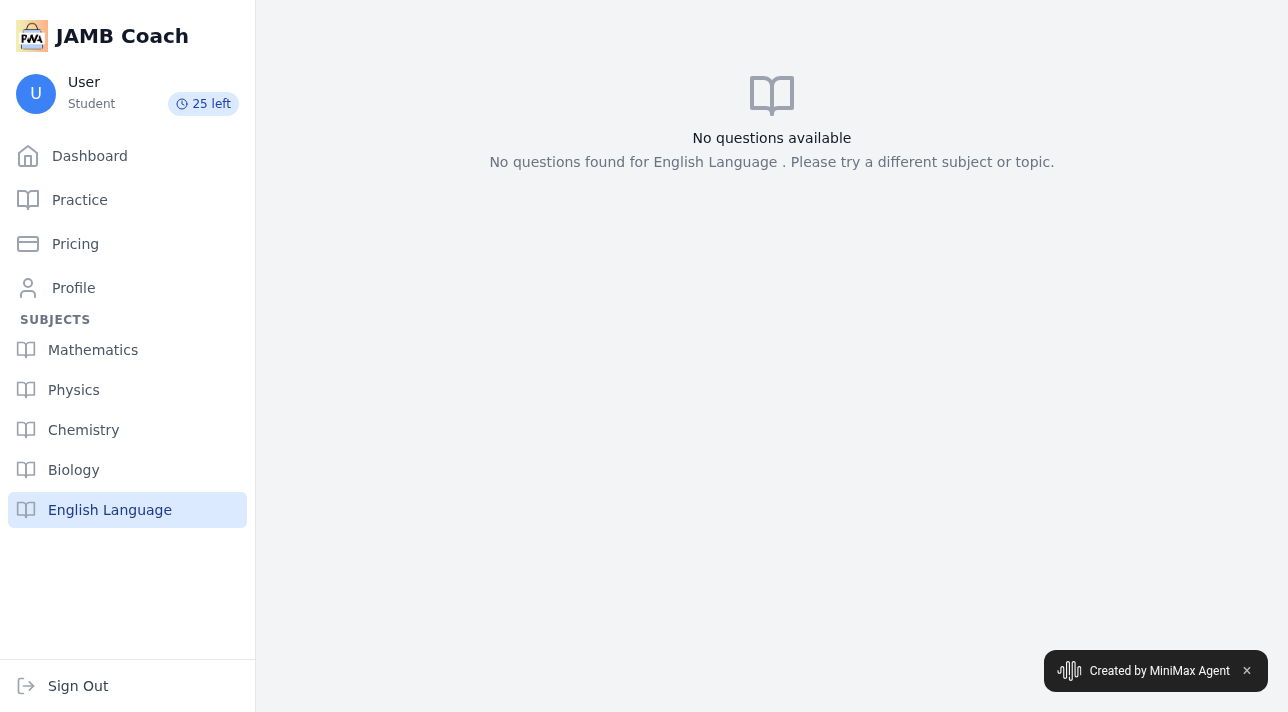 PWA
JAMB Coach
U
User
Student
25 left
Dashboard
Practice
Pricing
Profile
SUBJECTS
Mathematics
Physics
Chemistry
Biology
English Language
Sign Out
No questions available
No questions found for English Language . Please try a different subject or topic.
Created by MiniMax Agent ×